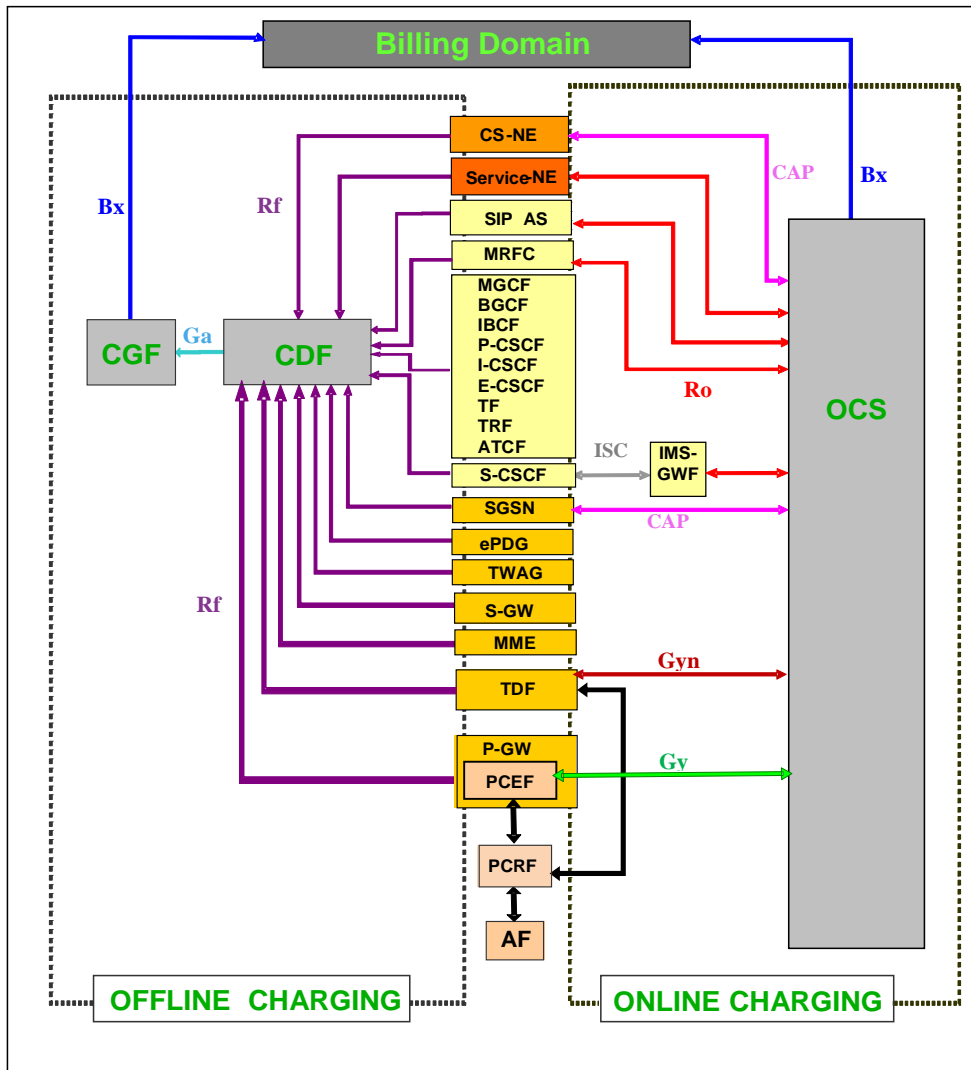 Billing Domain
CS-NE
CAP
Bx
Service-NE
Bx
Rf
SIP AS
MRFC
MGCF
BGCF
IBCF
P-CSCF
I-CSCF
E-CSCF
TF
TRF
ATCF
Ga
CGF
CDF
Ro
OCS
ISC
IMS-
GWF
S-CSCF
SGSN
CAP
ePDG
TWAG
Rf
S-GW
MME
Gyn
TDF
P-GW
PCEF
Gy
PCRF
AF
OFFLINE CHARGING
ONLINE CHARGING